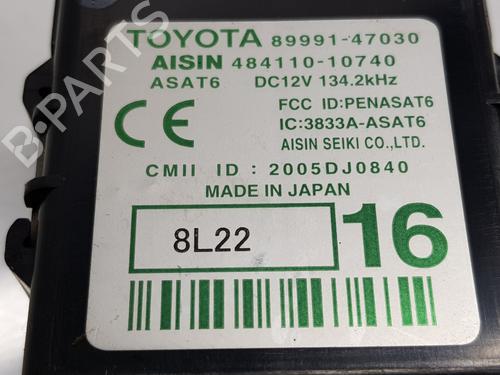 TOYOTA 89991-47030
AISIN 484110-10740
ASAT6 DC12V 134.2kHz
FCC ID:PENASAT6
IC:3833A-ASAT6
AISIN SEIKI CO.,LTD.
CE
CMII ID : 2005DJ0840
MADE IN JAPAN
8L22
16
B-PARTS